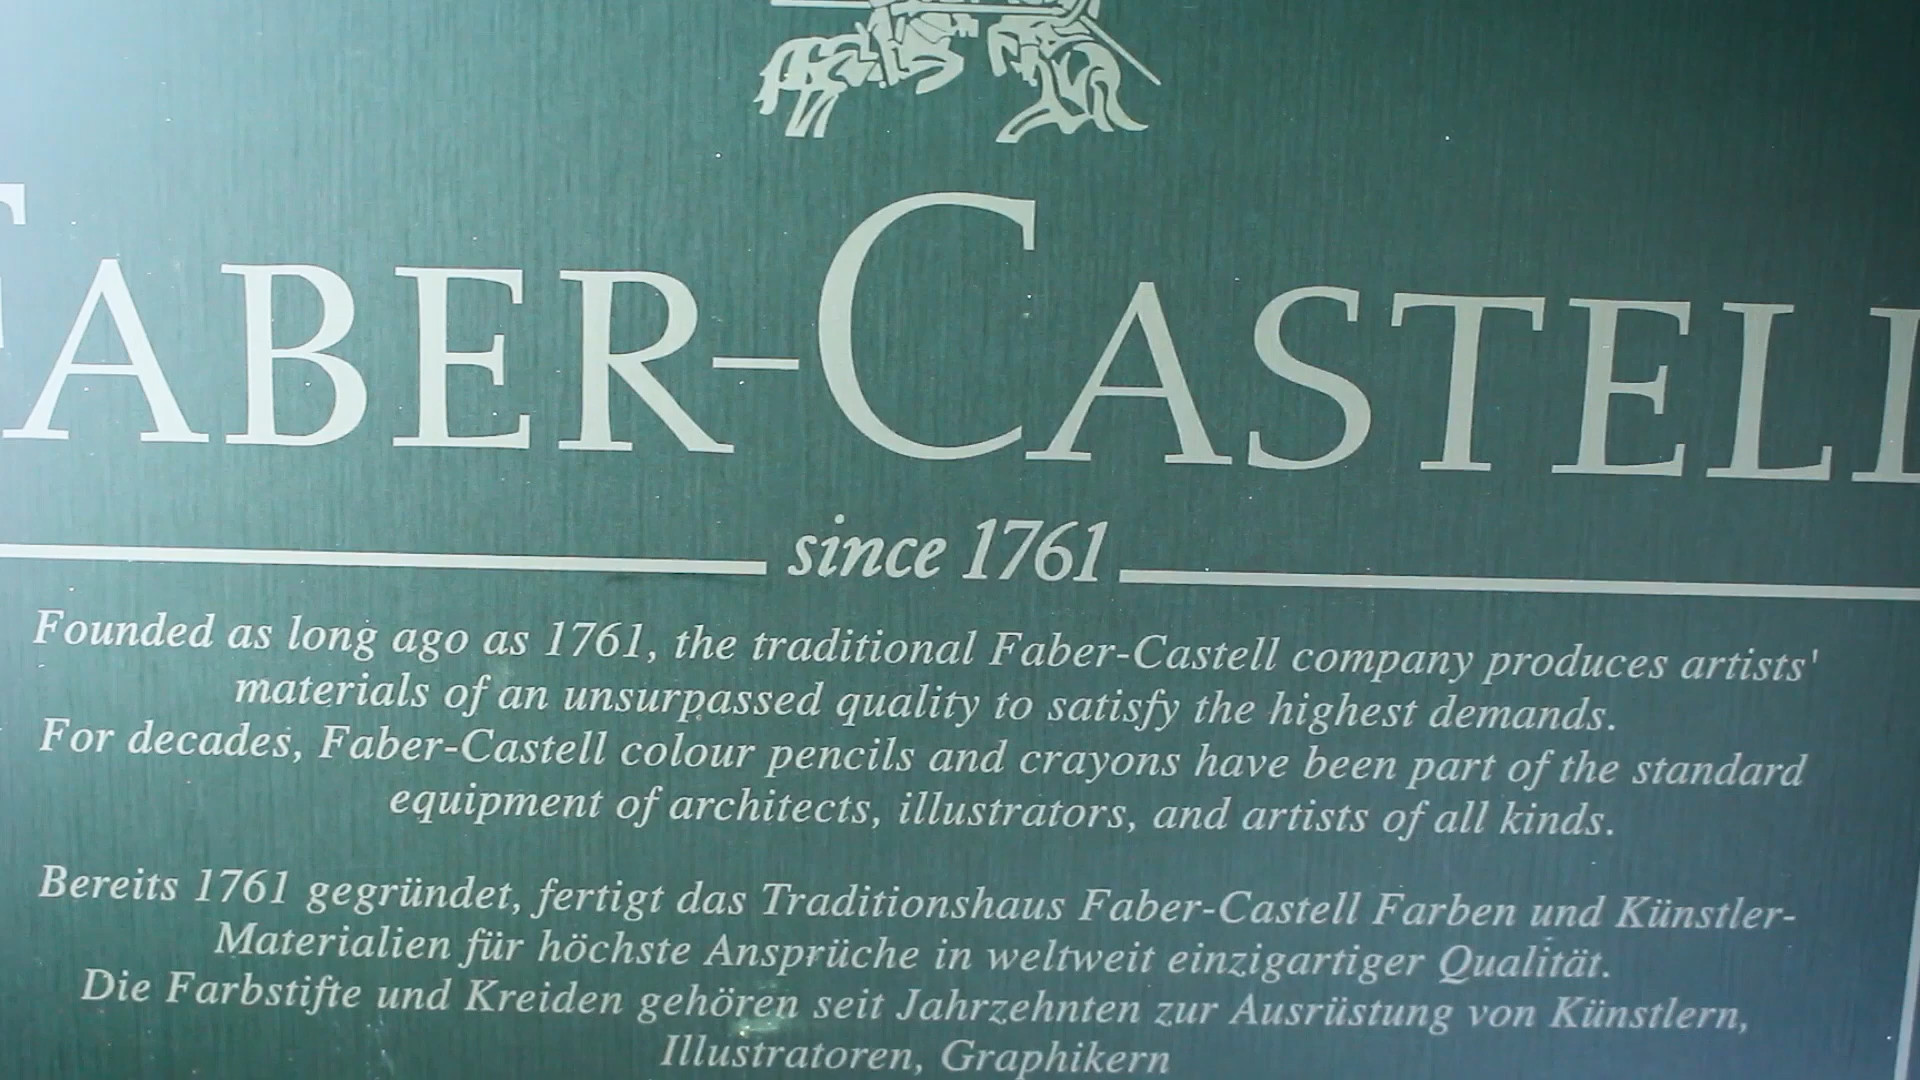 FABER-CASTELL
since 1761
Founded as long ago as 1761, the traditional Faber-Castell company produces artists'
materials of an unsurpassed quality to satisfy the highest demands.
For decades, Faber-Castell colour pencils and crayons have been part of the standard
equipment of architects, illustrators, and artists of all kinds.
Bereits 1761 gegründet, fertigt das Traditionshaus Faber-Castell Farben und Künstler-
Materialien für höchste Ansprüche in weltweit einzigartiger Qualität.
Die Farbstifte und Kreiden gehören seit Jahrzehnten zur Ausrüstung von Künstlern,
Illustratoren, Graphikern